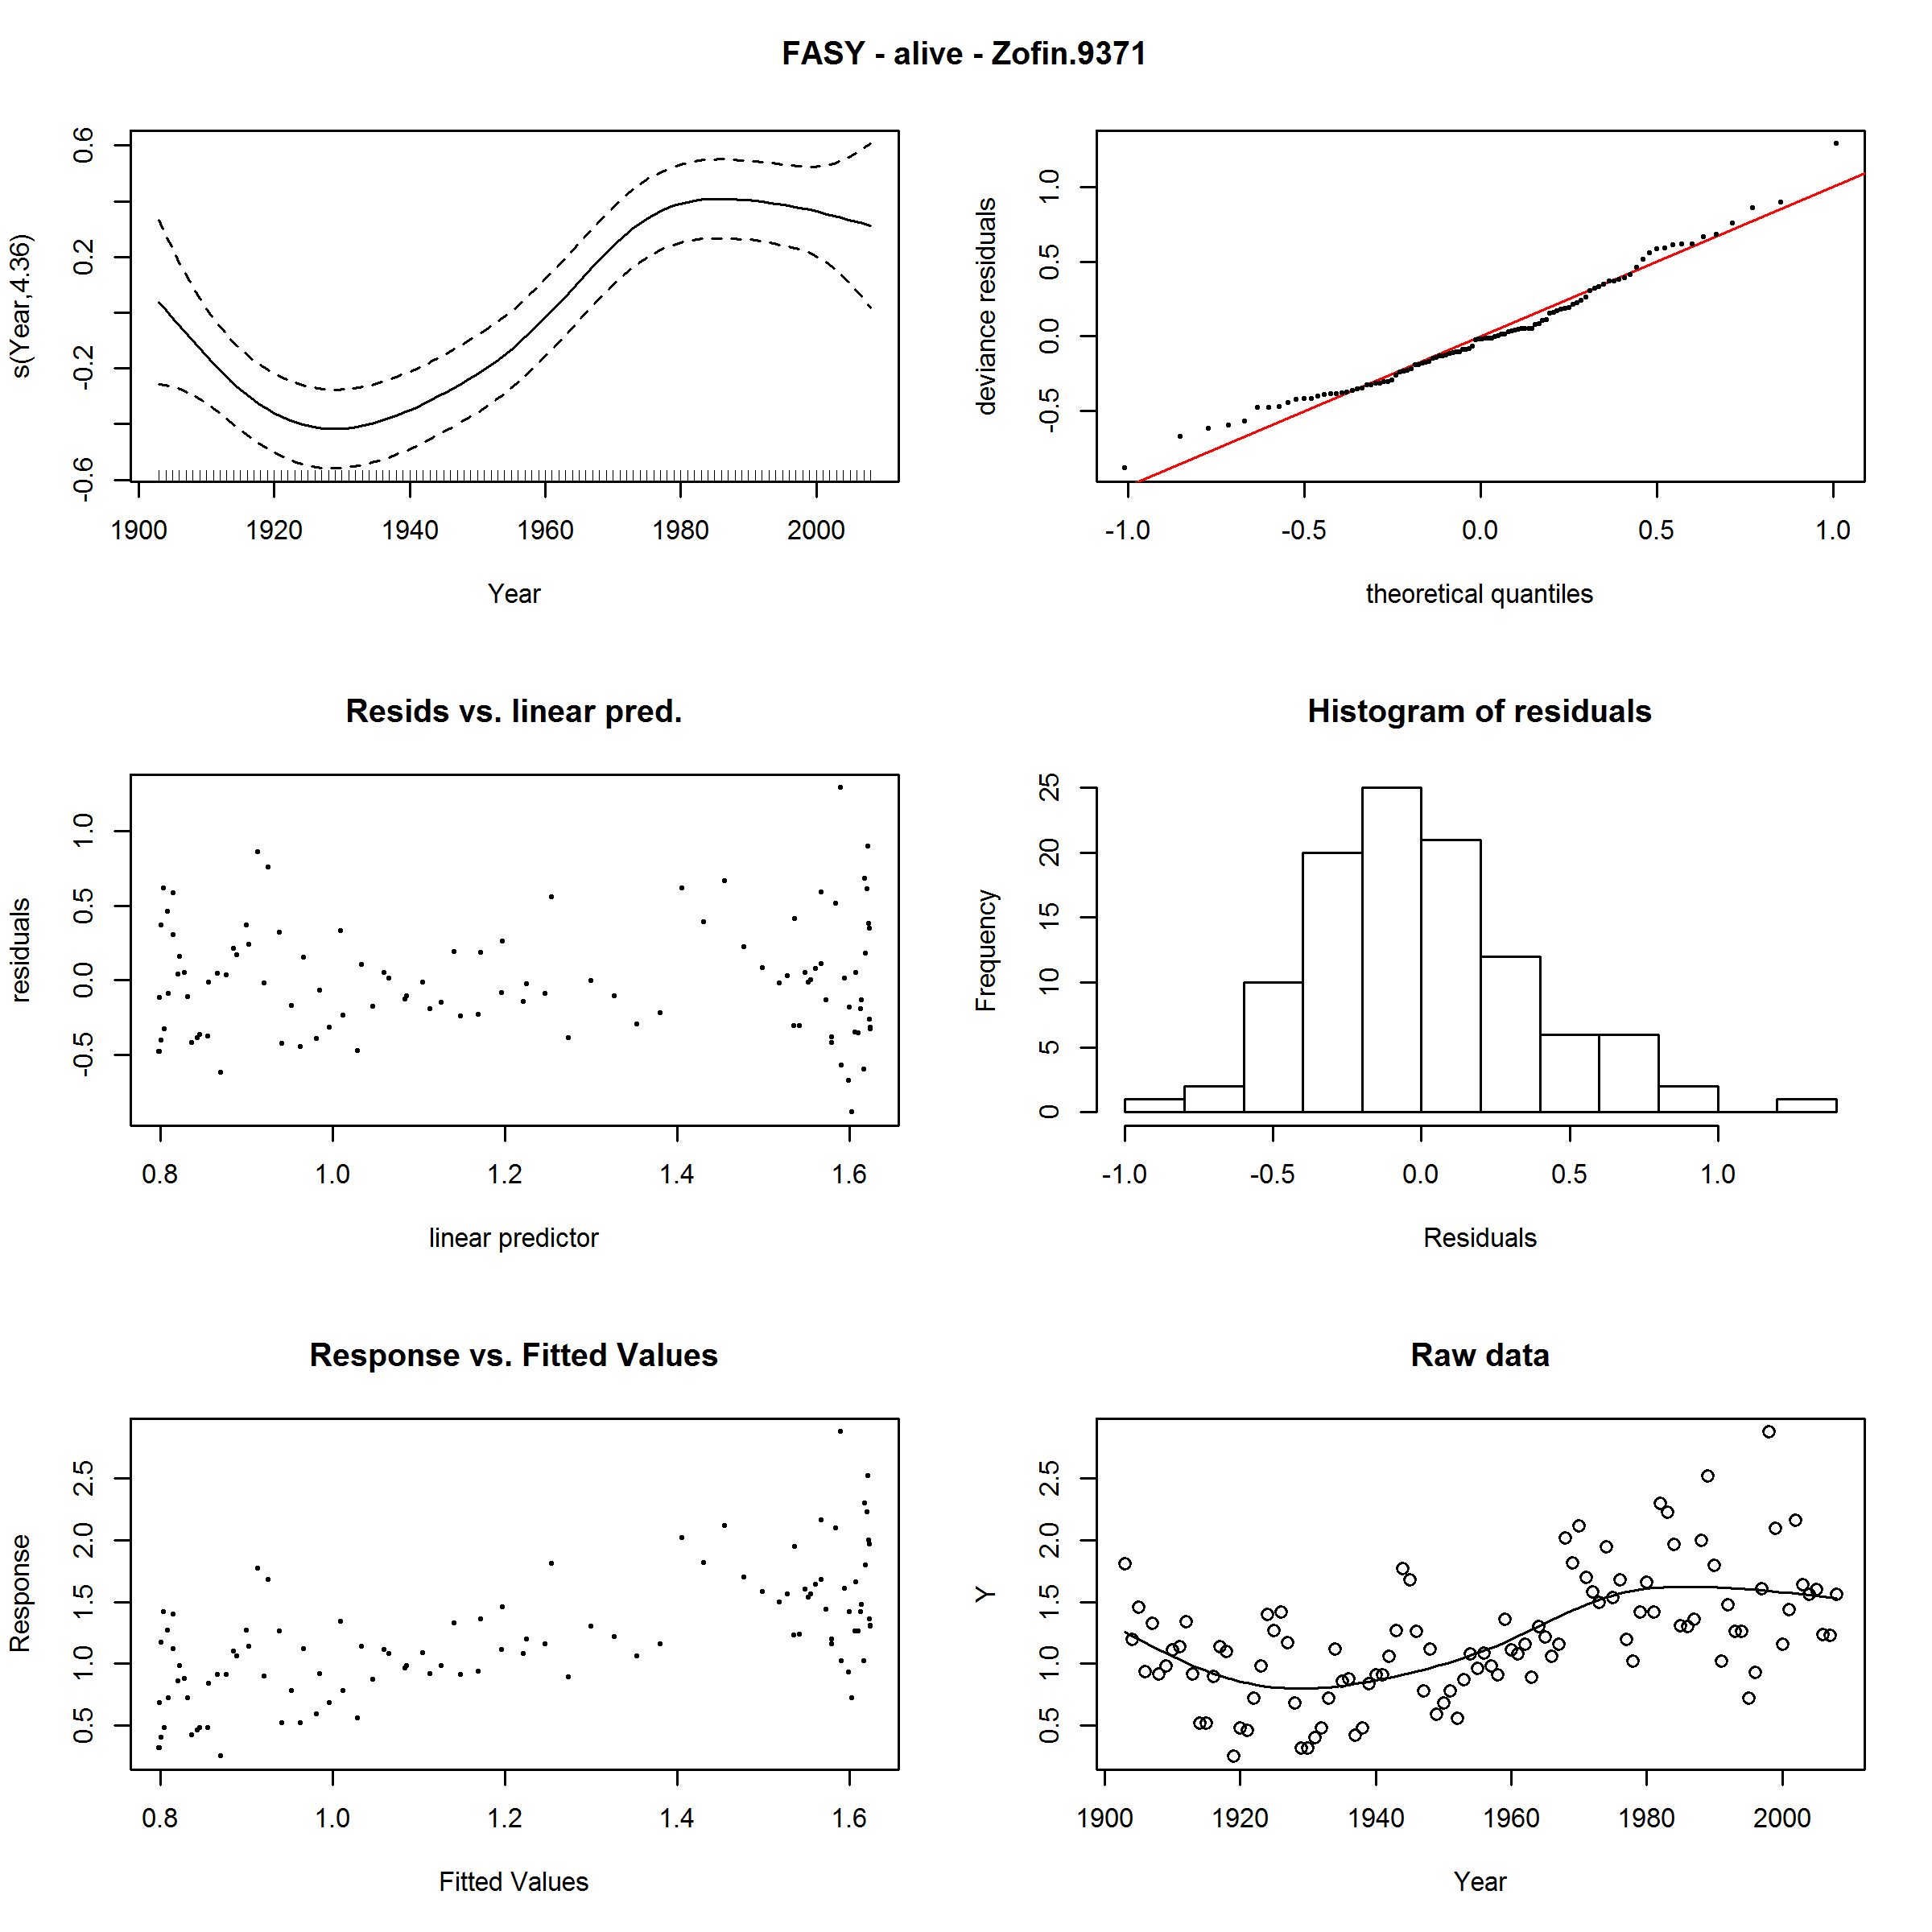 FASY - alive - Zofin.9371
s(Year,4.36)
-0.6
-0.2
0.2
0.6
1900 1920 1940 1960 1980 2000
Year
deviance residuals
-0.5
0.0
0.5
1.0
-1.0 -0.5 0.0 0.5 1.0
theoretical quantiles
Resids vs. linear pred.
residuals
-0.5
0.0
0.5
1.0
0.8 1.0 1.2 1.4 1.6
linear predictor
Histogram of residuals
Frequency
0
5
10
15
20
25
-1.0 -0.5 0.0 0.5 1.0
Residuals
Response vs. Fitted Values
Response
0.5
1.0
1.5
2.0
2.5
0.8 1.0 1.2 1.4 1.6
Fitted Values
Raw data
Y
0.5
1.0
1.5
2.0
2.5
1900 1920 1940 1960 1980 2000
Year